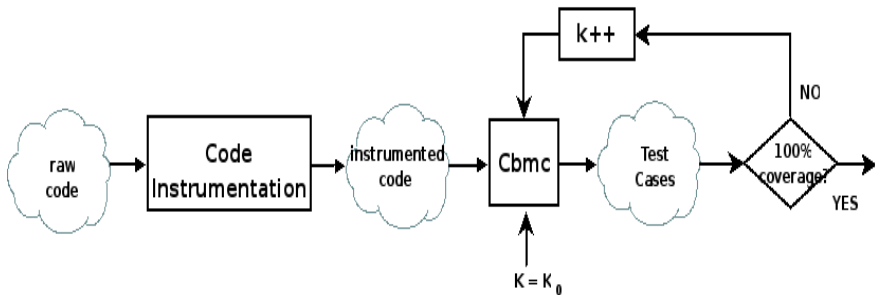 k++
NO
raw
code
Code
Instrumentation
instrumented
code
Cbmc
Test
Cases
100%
coverage?
YES
K = K₀